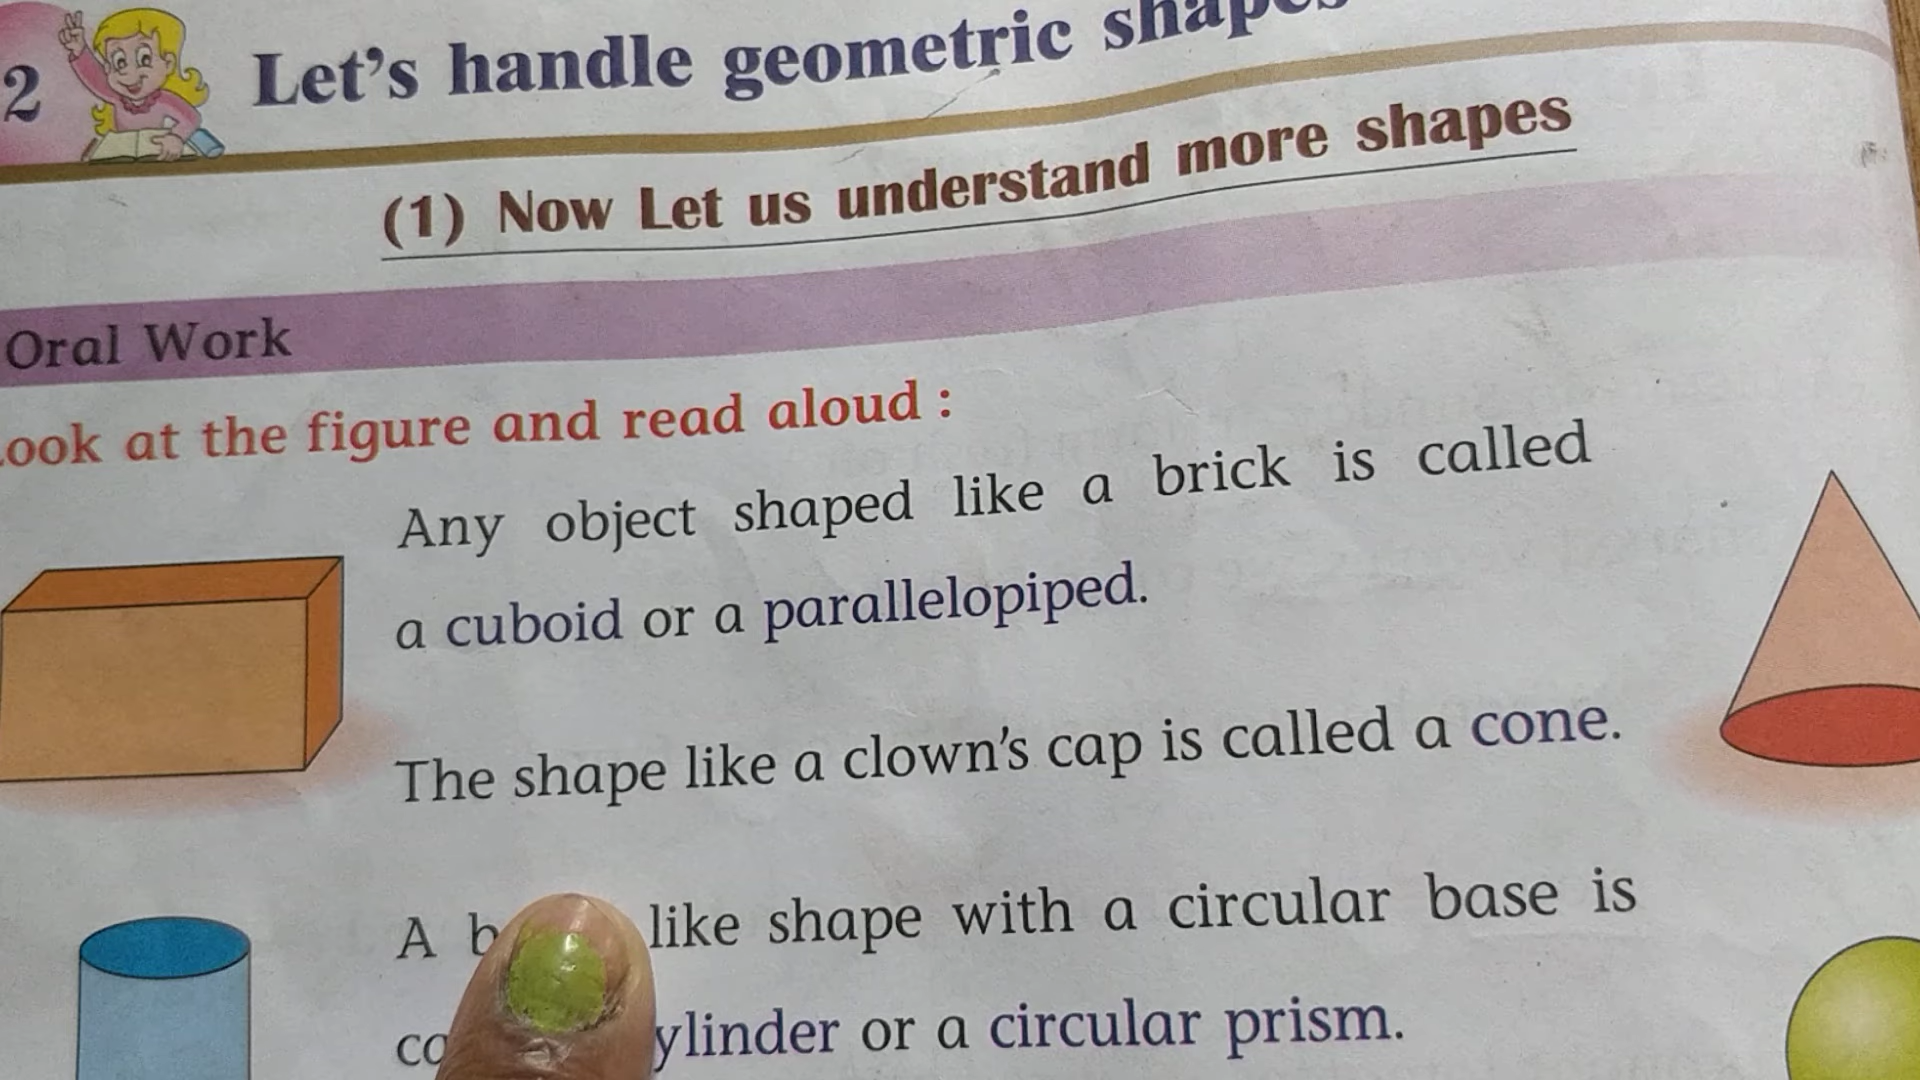 2
Let's handle geometric shapes
(1) Now Let us understand more shapes
Oral Work
ook at the figure and read aloud :
Any object shaped like a brick is called
a cuboid or a parallelopiped.
The shape like a clown's cap is called a cone.
A like shape with a circular base is
ylinder or a circular prism.